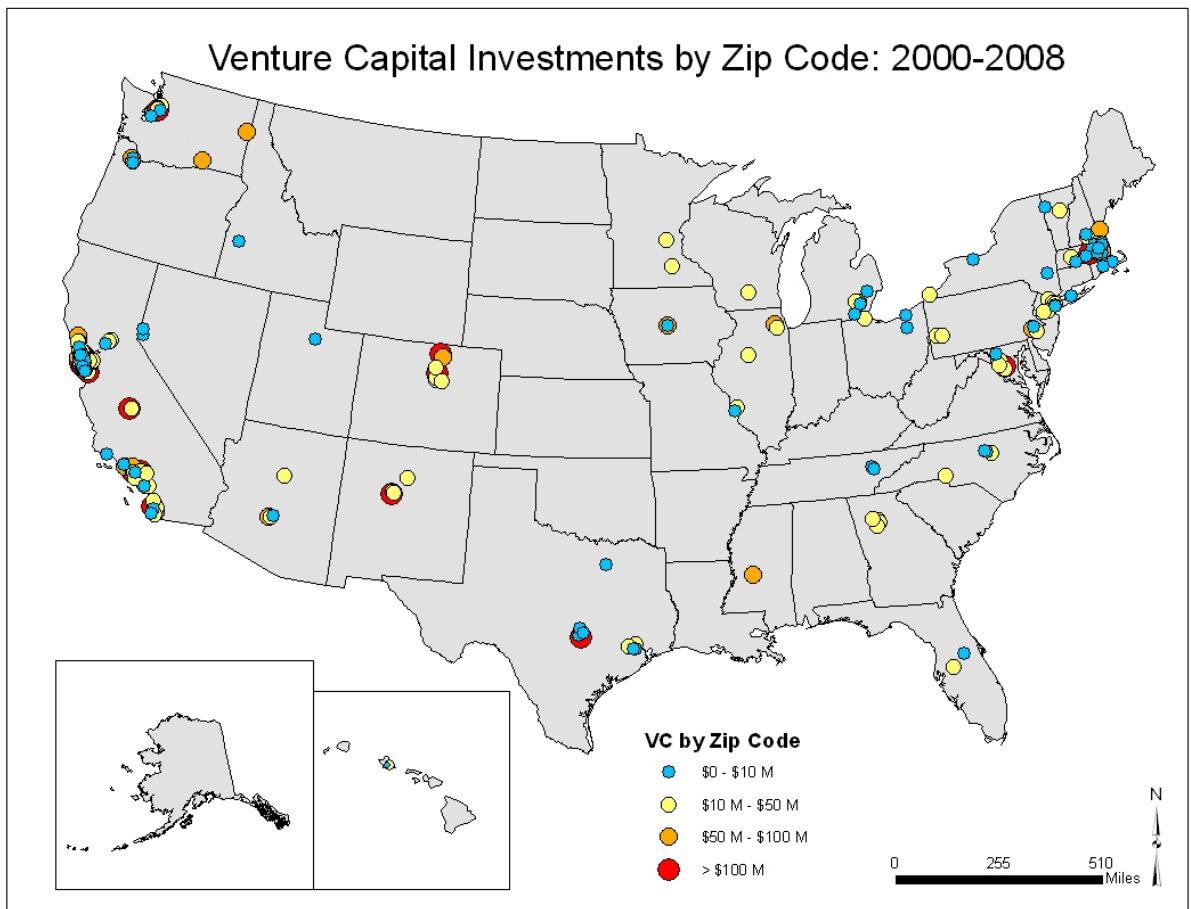 Venture Capital Investments by Zip Code: 2000-2008
VC by Zip Code
$0 - $10 M
$10 M - $50 M
$50 M - $100 M
> $100 M
N
0 255 510
Miles